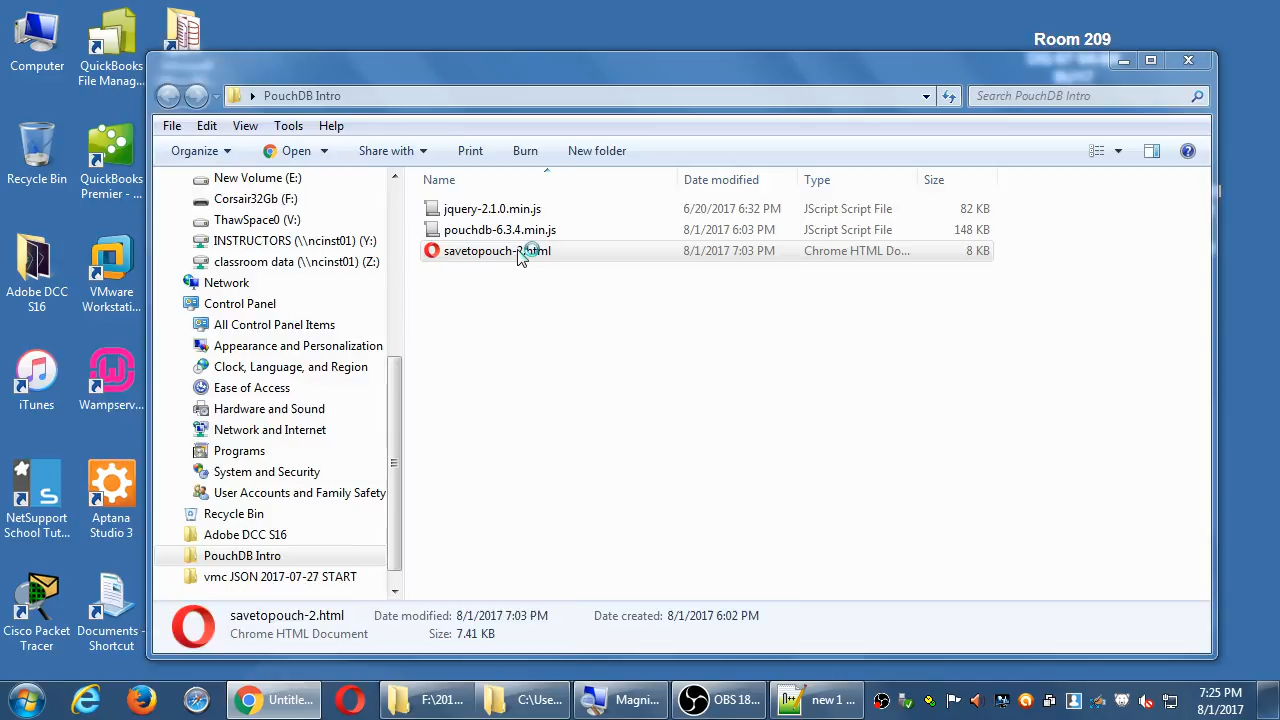 Room 209
Computer
QuickBooks
File Manag...
Recycle Bin
QuickBooks
Premier - ...
Adobe DCC
S16
VMware
Workstati...
iTunes
Wampserv...
NetSupport
School Tut...
Aptana
Studio 3
Cisco Packet
Tracer
Documents -
Shortcut
PouchDB Intro
Search PouchDB Intro
File Edit View Tools Help
Organize Open Share with Print Burn New folder
New Volume (E:)
Corsair32Gb (F:)
ThawSpace0 (V:)
INSTRUCTORS (\\ncinst01) (Y:)
classroom data (\\ncinst01) (Z:)
Network
Control Panel
All Control Panel Items
Appearance and Personalization
Clock, Language, and Region
Ease of Access
Hardware and Sound
Network and Internet
Programs
System and Security
User Accounts and Family Safety
Recycle Bin
Adobe DCC S16
PouchDB Intro
vmc JSON 2017-07-27 START
Name Date modified Type Size
jquery-2.1.0.min.js 6/20/2017 6:32 PM JScript Script File 82 KB
pouchdb-6.3.4.min.js 8/1/2017 6:03 PM JScript Script File 148 KB
savetopouch-2.html 8/1/2017 7:03 PM Chrome HTML Do... 8 KB
savetopouch-2.html Date modified: 8/1/2017 7:03 PM Date created: 8/1/2017 6:02 PM
Chrome HTML Document Size: 7.41 KB
Untitle... F:\201... C:\Use... Magni... OBS 18... new 1 ...
7:25 PM
8/1/2017